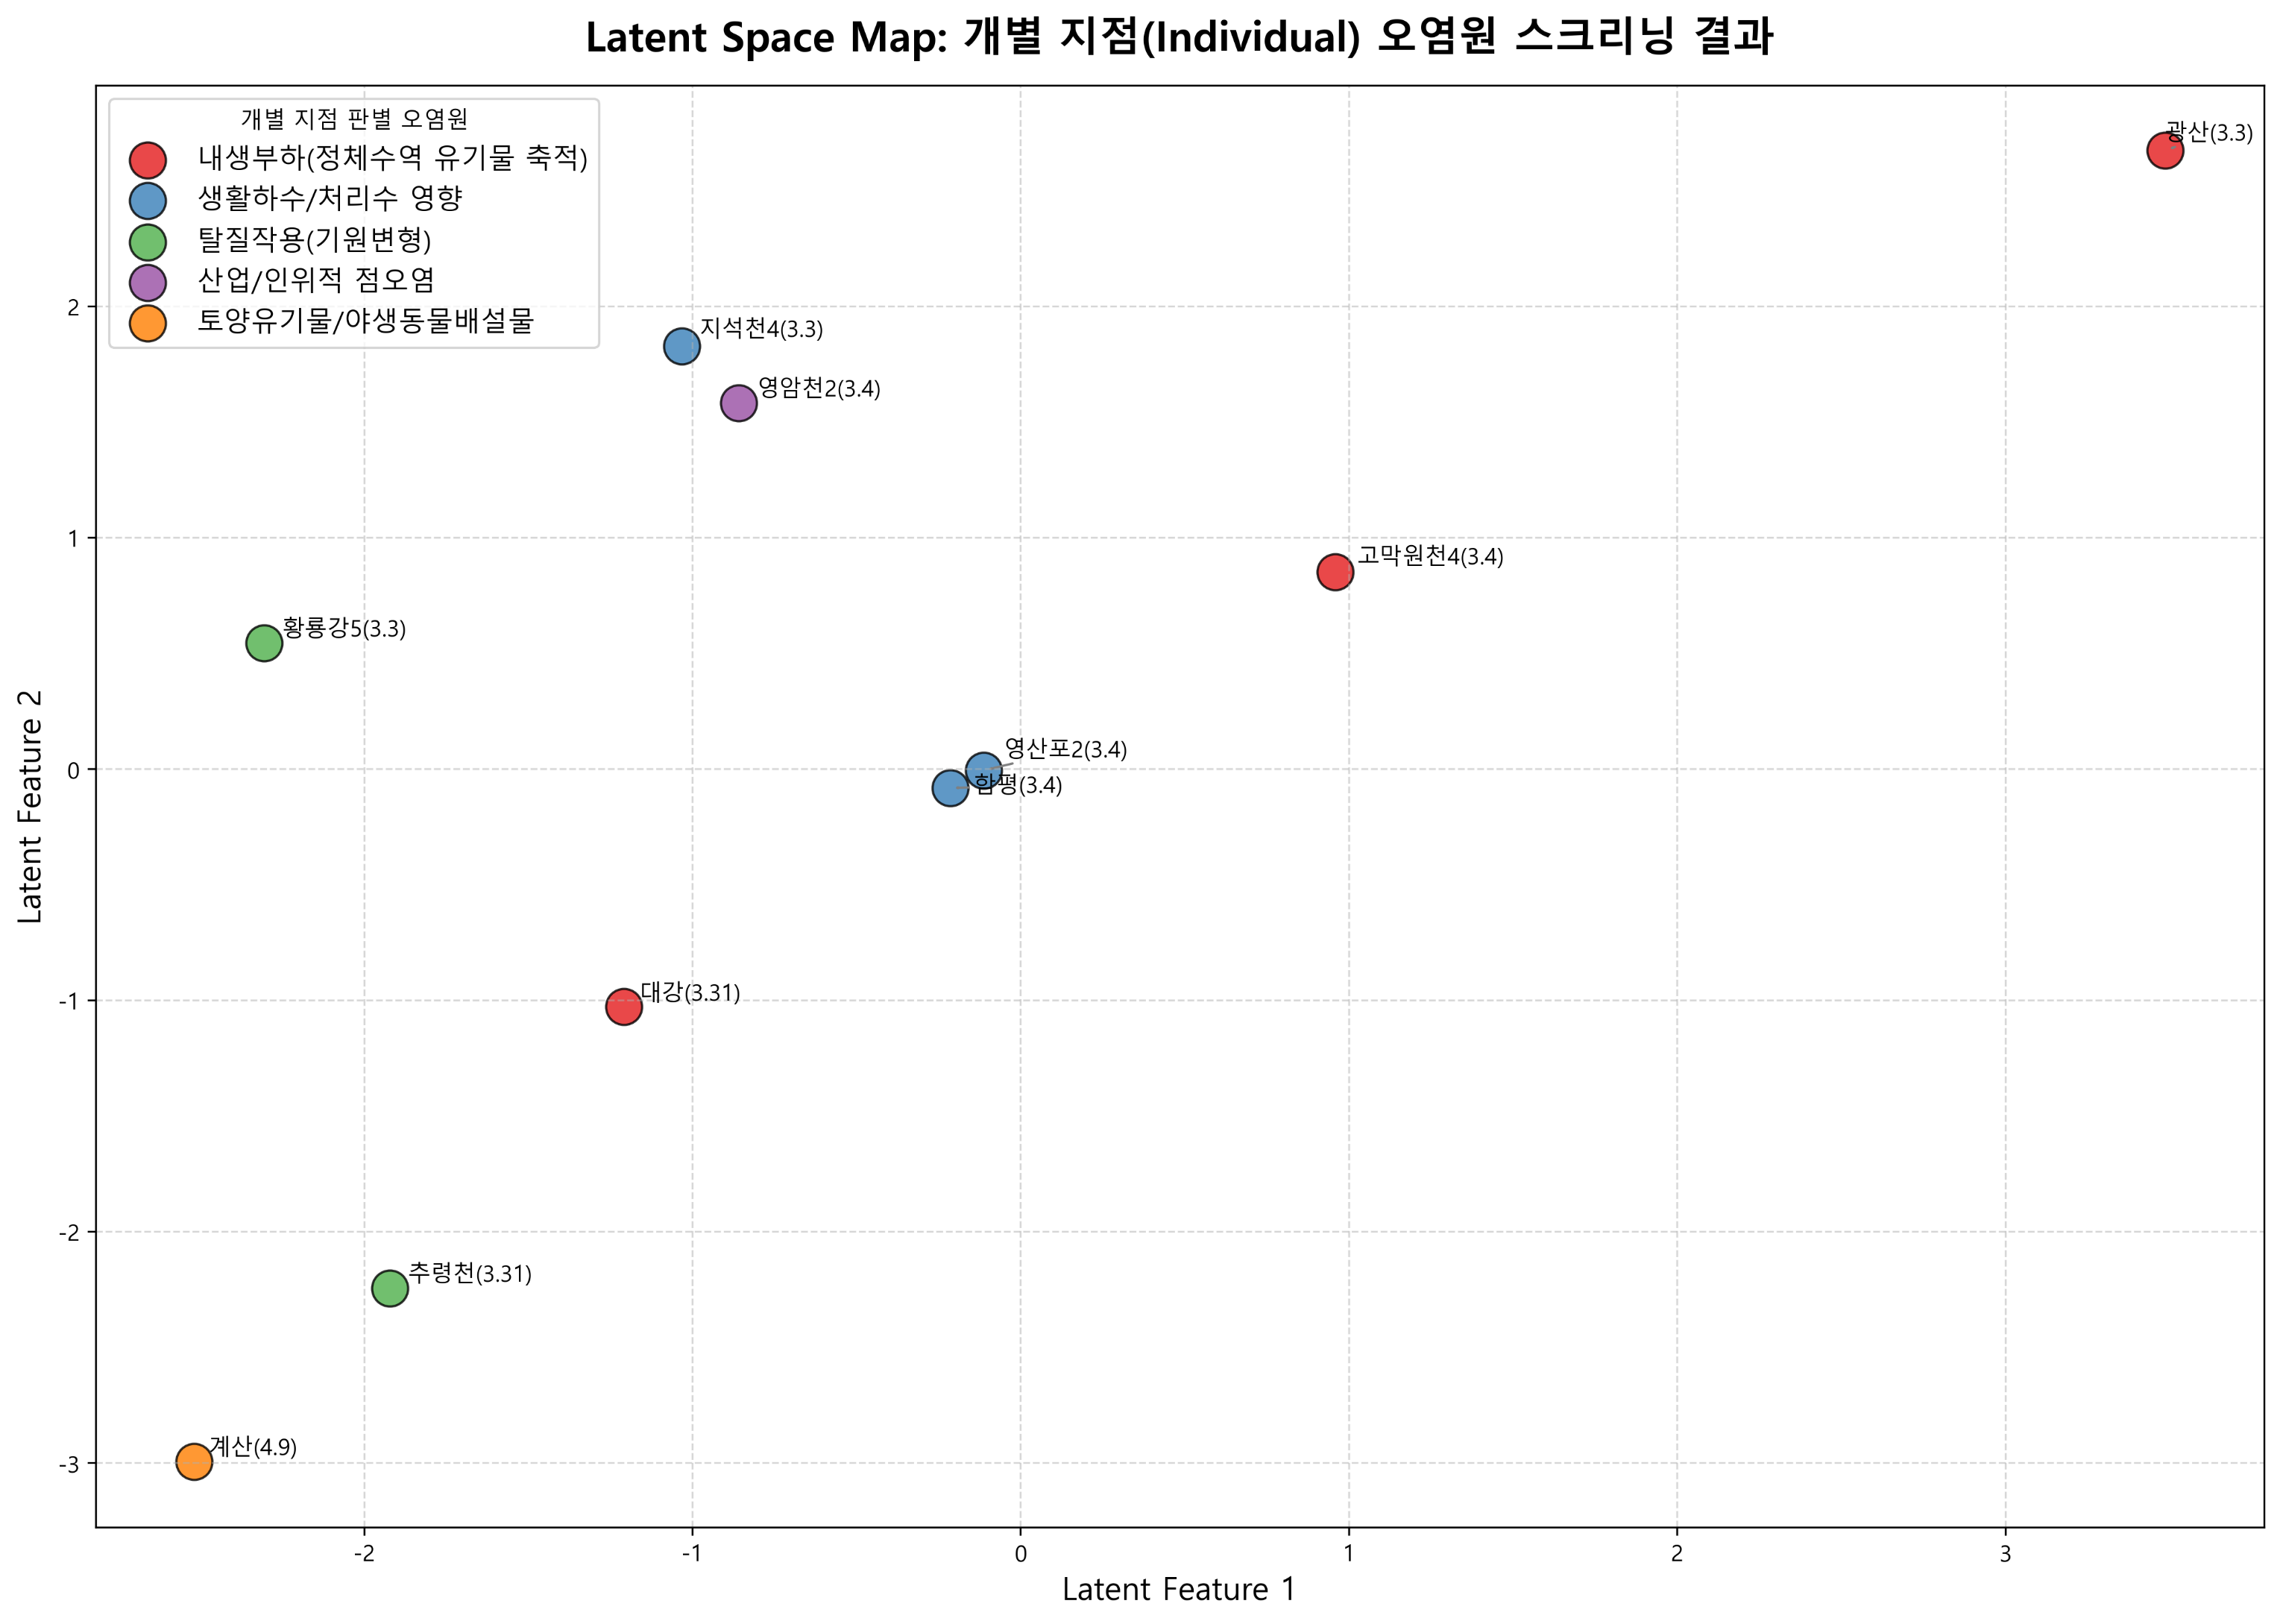 Latent Space Map: 개별 지점(Individual) 오염원 스크리닝 결과
개별 지점 판별 오염원
내생부하(정체수역 유기물 축적)
생활하수/처리수 영향
탈질작용(기원변형)
산업/인위적 점오염
토양유기물/야생동물배설물
광산(3.3)
지석천4(3.3)
영암천2(3.4)
고막원천4(3.4)
황룡강5(3.3)
영산포2(3.4)
함평(3.4)
대강(3.31)
추령천(3.31)
계산(4.9)
2
1
0
-1
-2
-3
Latent Feature 2
-2
-1
0
1
2
3
Latent Feature 1